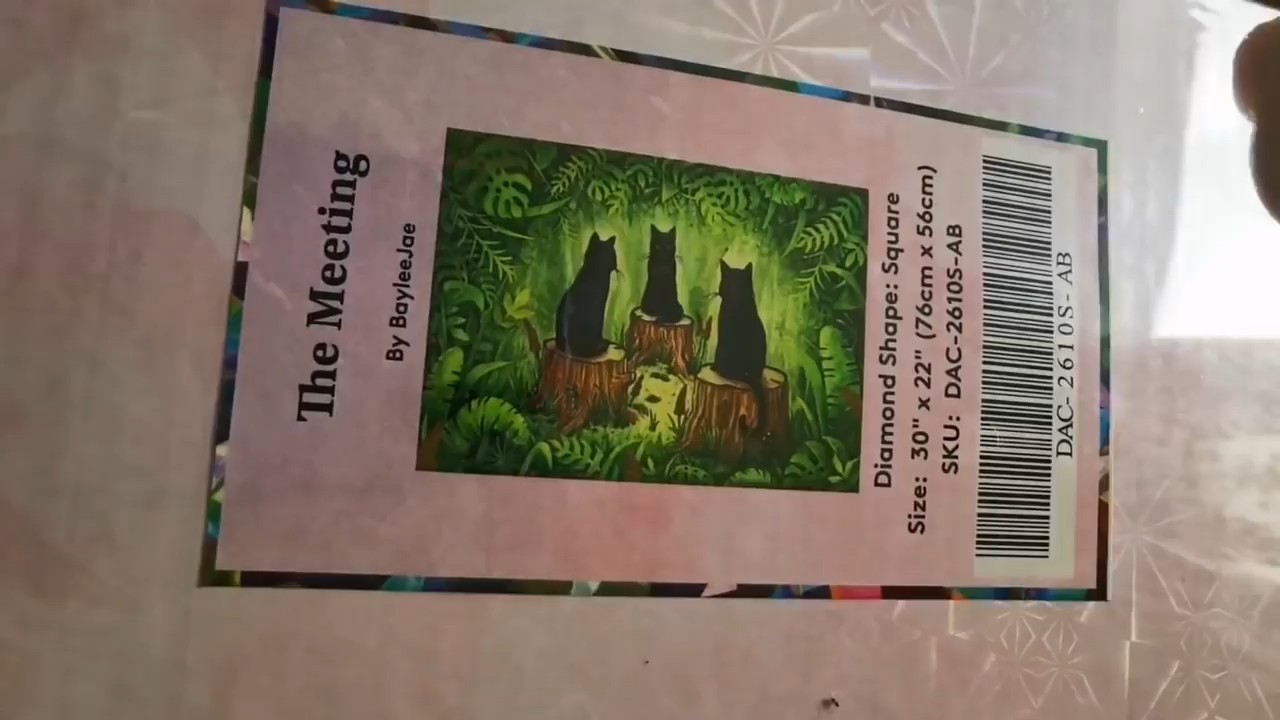 The Meeting
By BayleeJae
Diamond Shape: Square
Size: 30" x 22" (76cm x 56cm)
SKU: DAC-2610S-AB
DAC- 2610S- AB